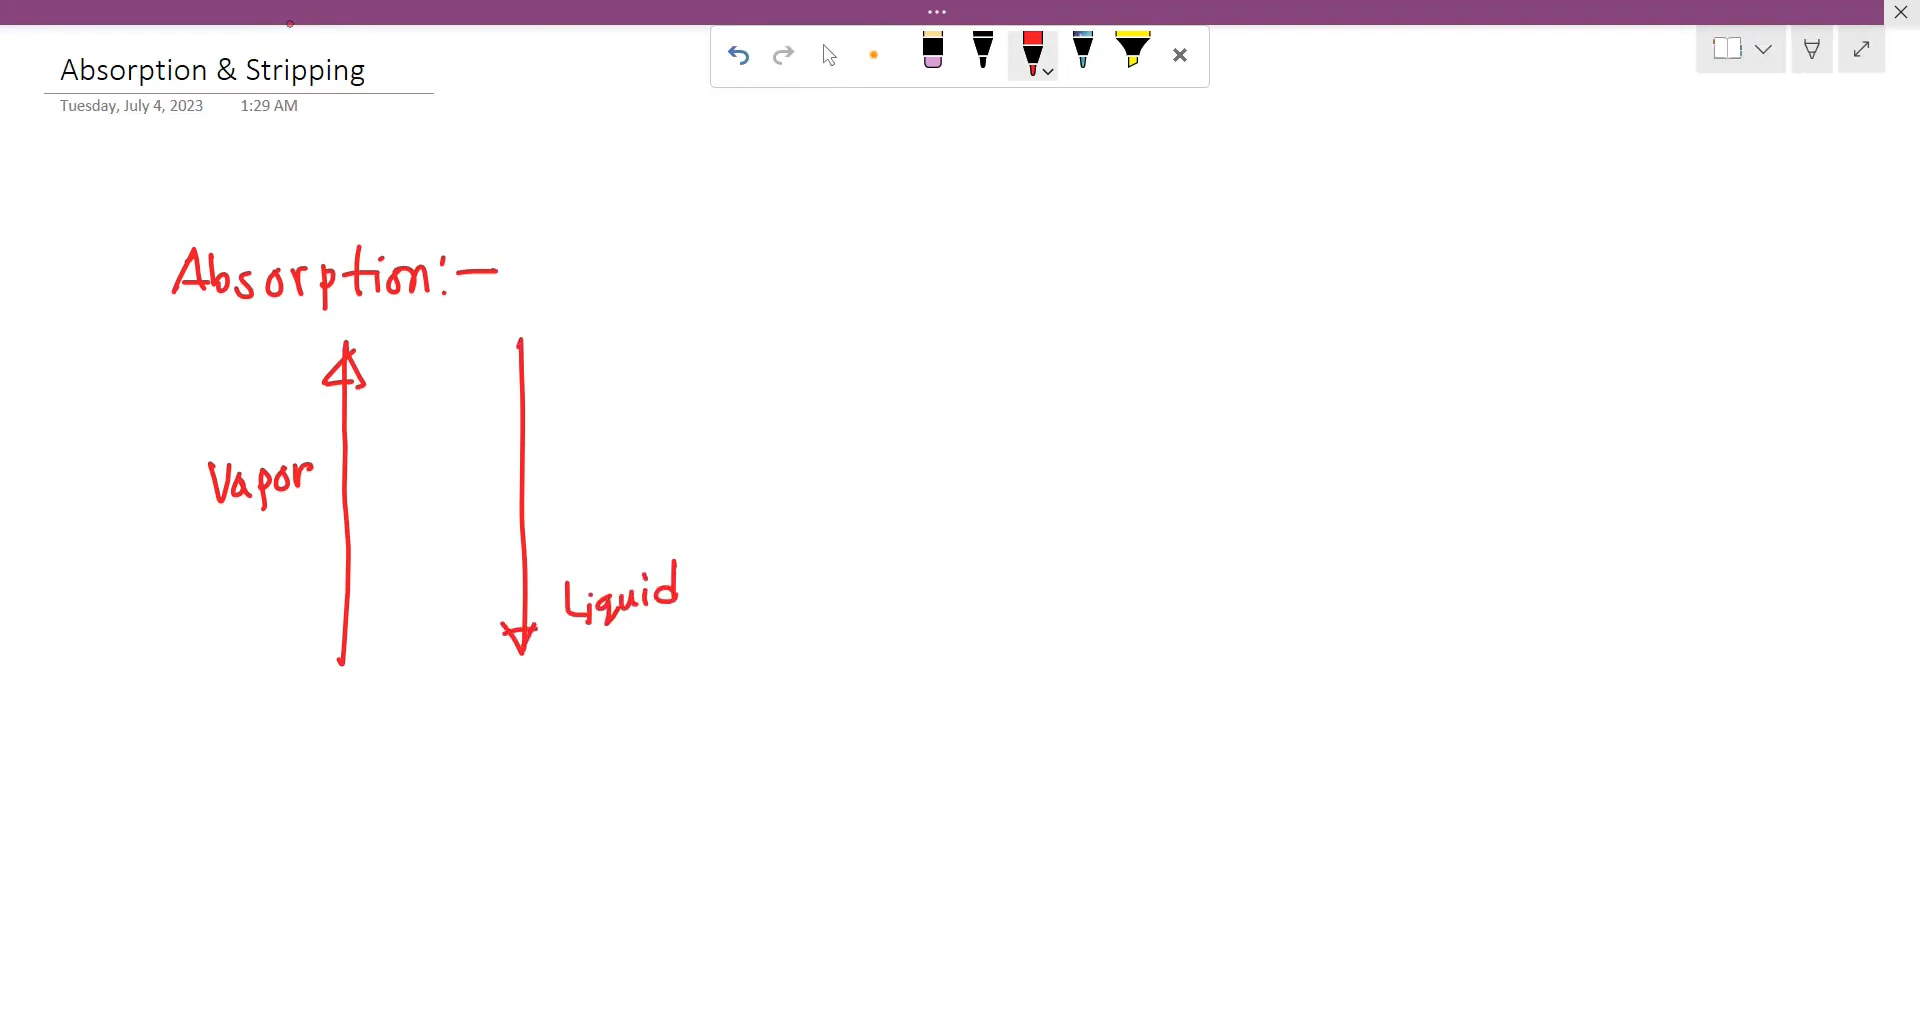 Absorption & Stripping
Tuesday, July 4, 2023 1:29 AM
Absorption:-
Vapor
Liquid